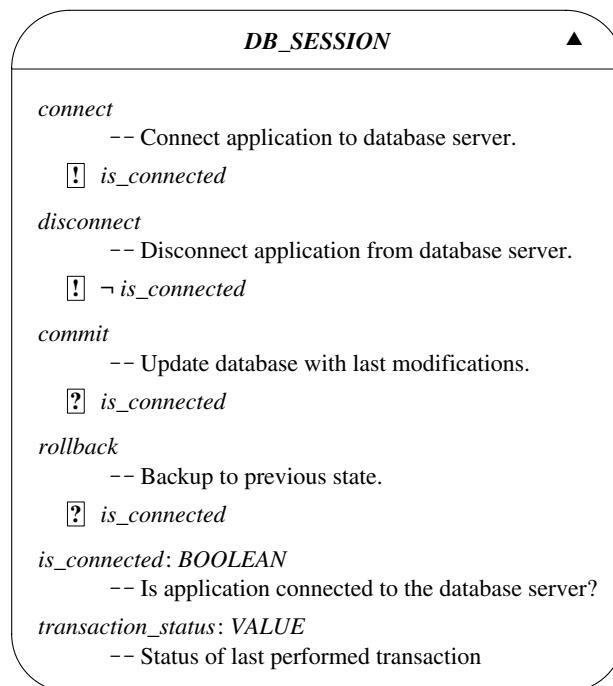 DB_SESSION ▲
connect
-- Connect application to database server.
! is_connected
disconnect
-- Disconnect application from database server.
! ¬ is_connected
commit
-- Update database with last modifications.
? is_connected
rollback
-- Backup to previous state.
? is_connected
is_connected: BOOLEAN
-- Is application connected to the database server?
transaction_status: VALUE
-- Status of last performed transaction